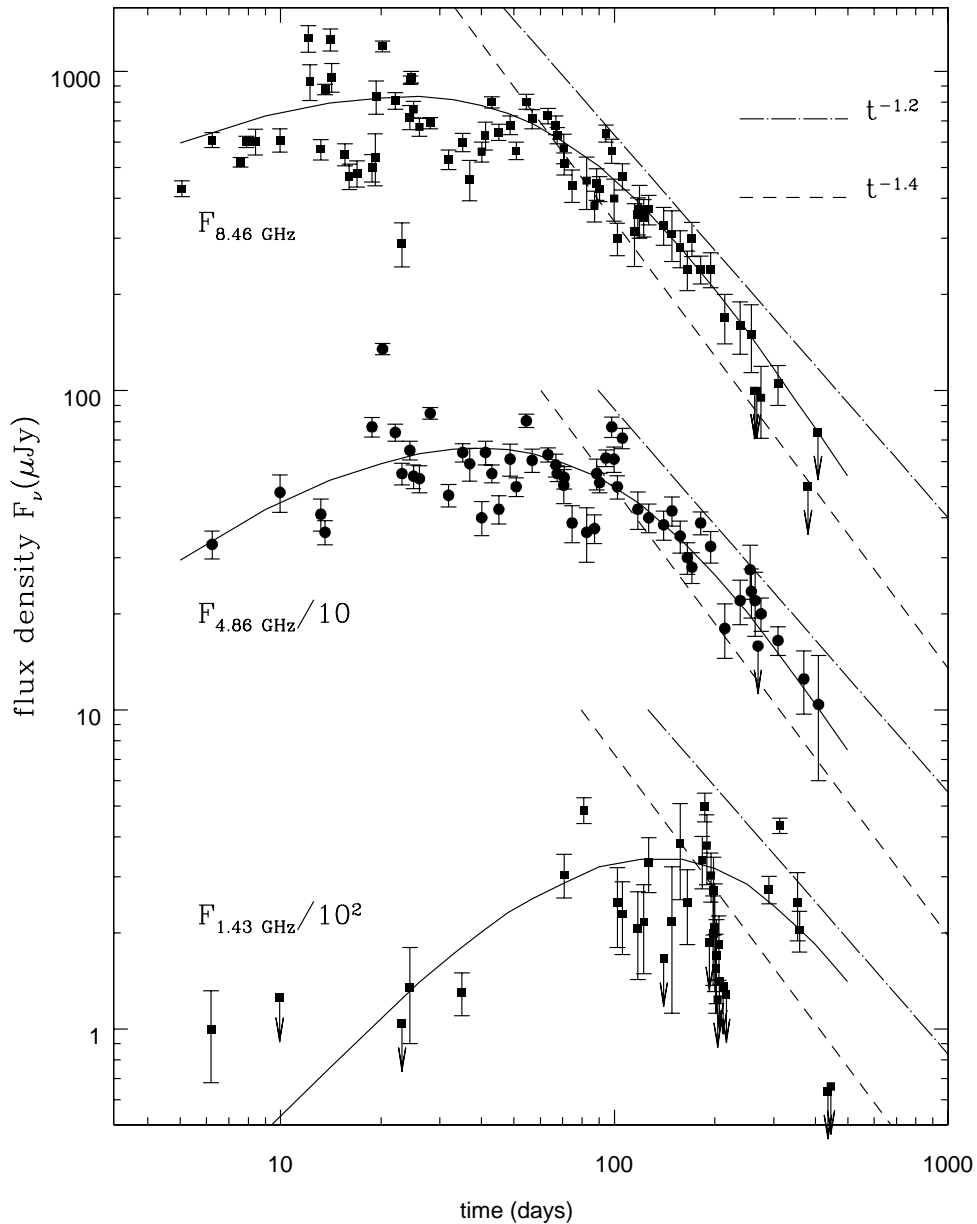 1000
t^-1.2
t^-1.4
F_8.46 GHz
100
flux density F_ν(μJy)
F_4.86 GHz/10
10
F_1.43 GHz/10^2
1
10 100 1000
time (days)